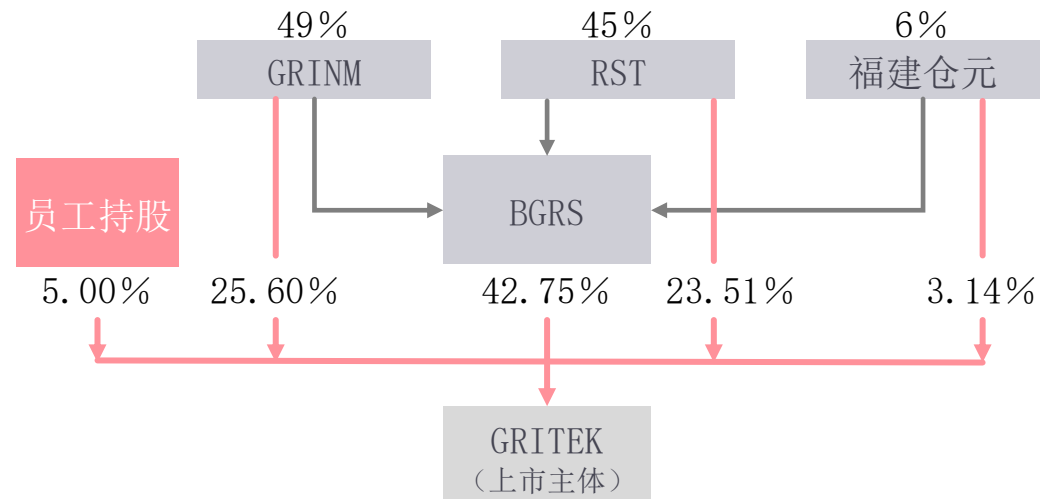 49%
45%
6%
GRINM
RST
福建仓元
员工持股
BGRS
5.00%
25.60%
42.75%
23.51%
3.14%
GRITEK
（上市主体）